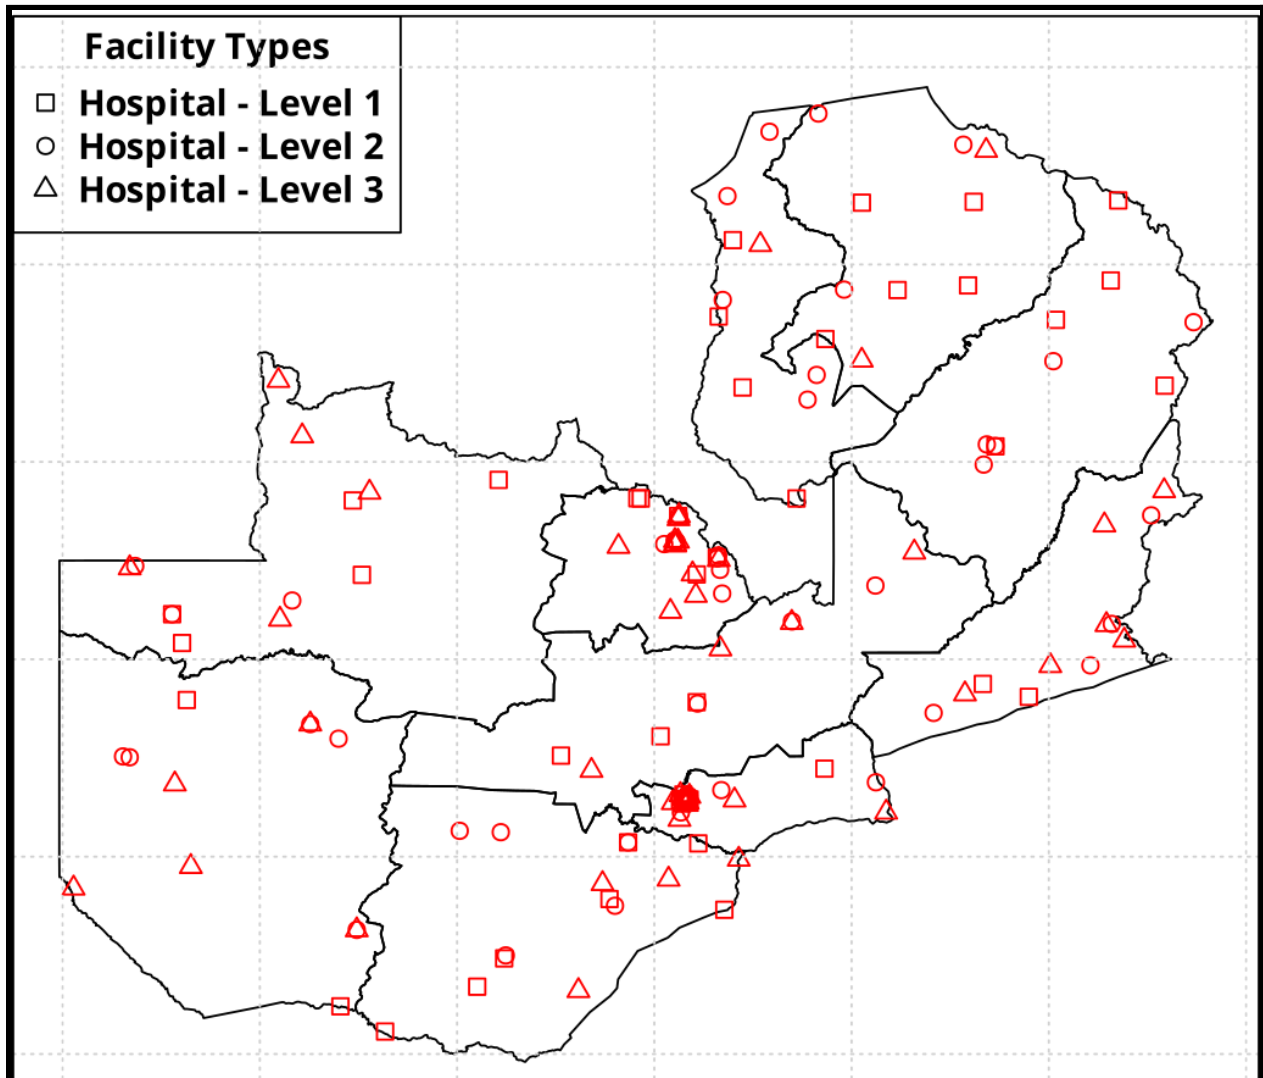 Facility Types
Hospital - Level 1
Hospital - Level 2
Hospital - Level 3